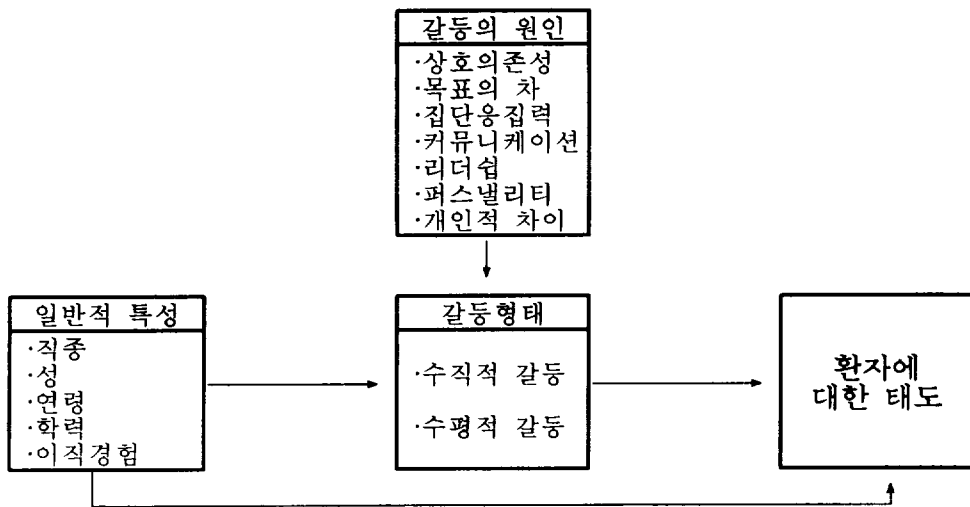 갈등의 원인
·상호의존성
·목표의 차
·집단응집력
·커뮤니케이션
·리더쉽
·퍼스낼리티
·개인적 차이
일반적 특성
·직종
·성
·연령
·학력
·이직경험
갈등형태
·수직적 갈등
·수평적 갈등
환자에
대한 태도